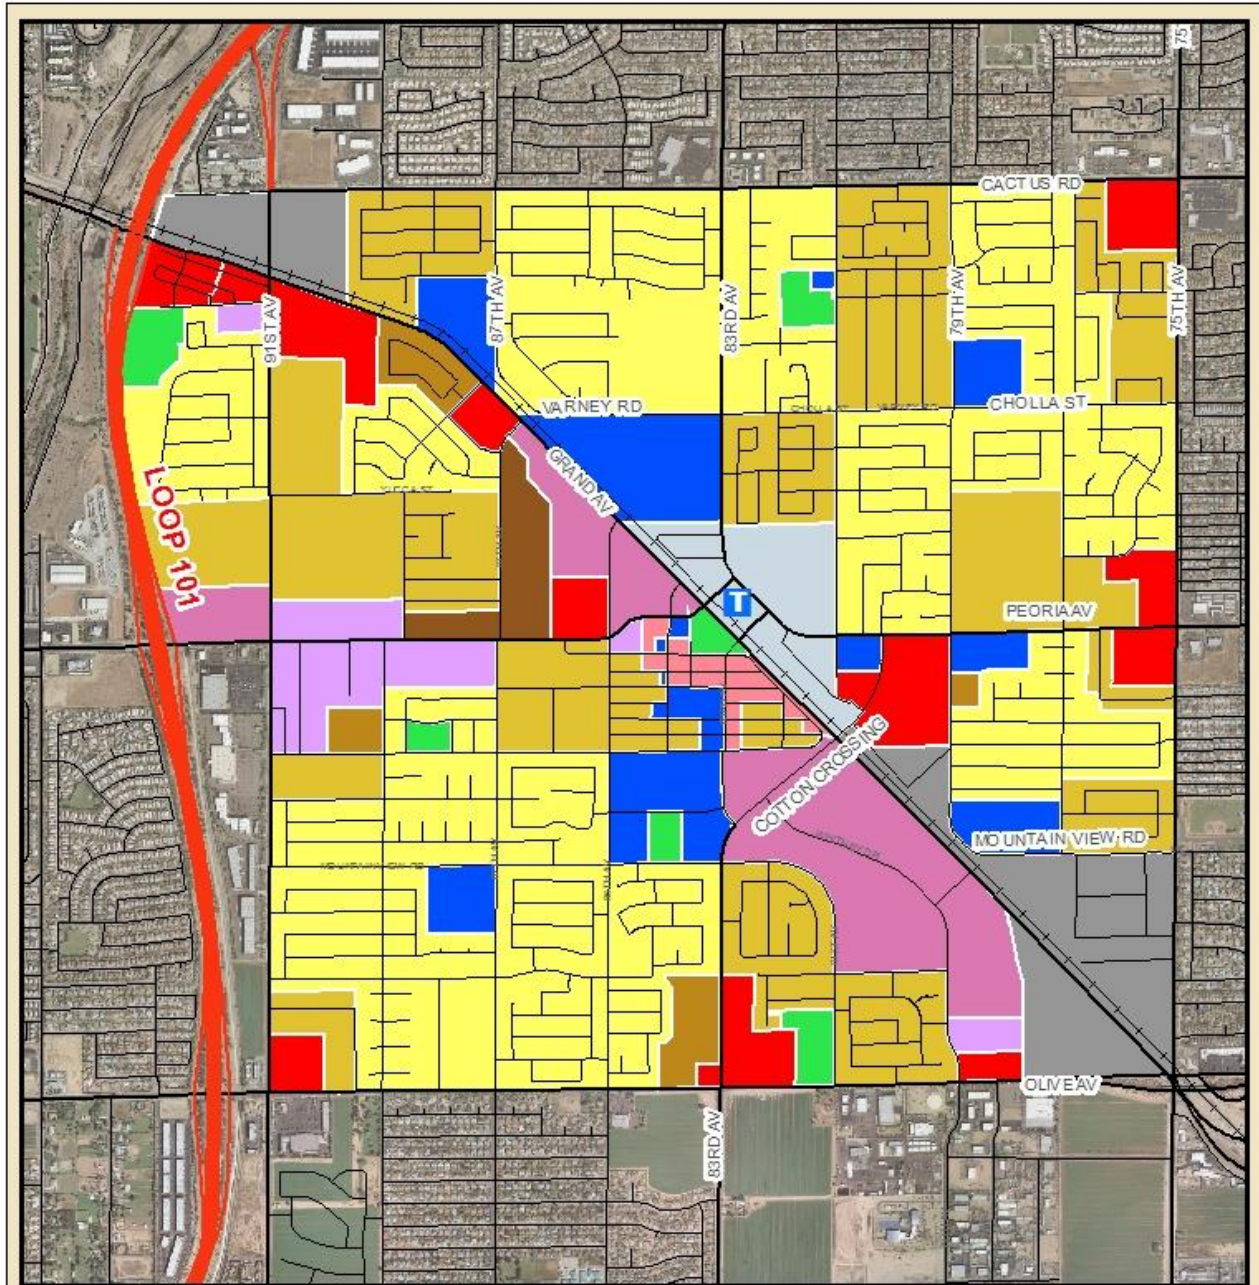 75
CACTUS RD
87TH AV
83RD AV
79TH AV
75TH AV
91ST AV
VARNEY RD
CHOLLA ST
GRAND AV
LOOP 101
T
PEORIA AV
COTTON CROSSING
MOUNTAIN VIEW RD
OLIVE AV
83RD AV